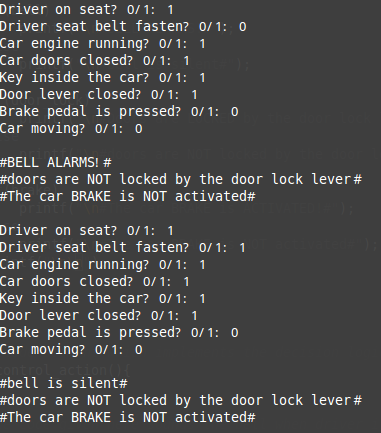 Driver on seat? 0/1: 1
Driver seat belt fasten? 0/1: 0
Car engine running? 0/1: 1
Car doors closed? 0/1: 1
Key inside the car? 0/1: 1
Door lever closed? 0/1: 1
Brake pedal is pressed? 0/1: 0
Car moving? 0/1: 0
#BELL ALARMS!#
#doors are NOT locked by the door lock lever#
#The car BRAKE is NOT activated#
Driver on seat? 0/1: 1
Driver seat belt fasten? 0/1: 1
Car engine running? 0/1: 1
Car doors closed? 0/1: 1
Key inside the car? 0/1: 1
Door lever closed? 0/1: 1
Brake pedal is pressed? 0/1: 0
Car moving? 0/1: 0
#bell is silent#
#doors are NOT locked by the door lock lever#
#The car BRAKE is NOT activated#